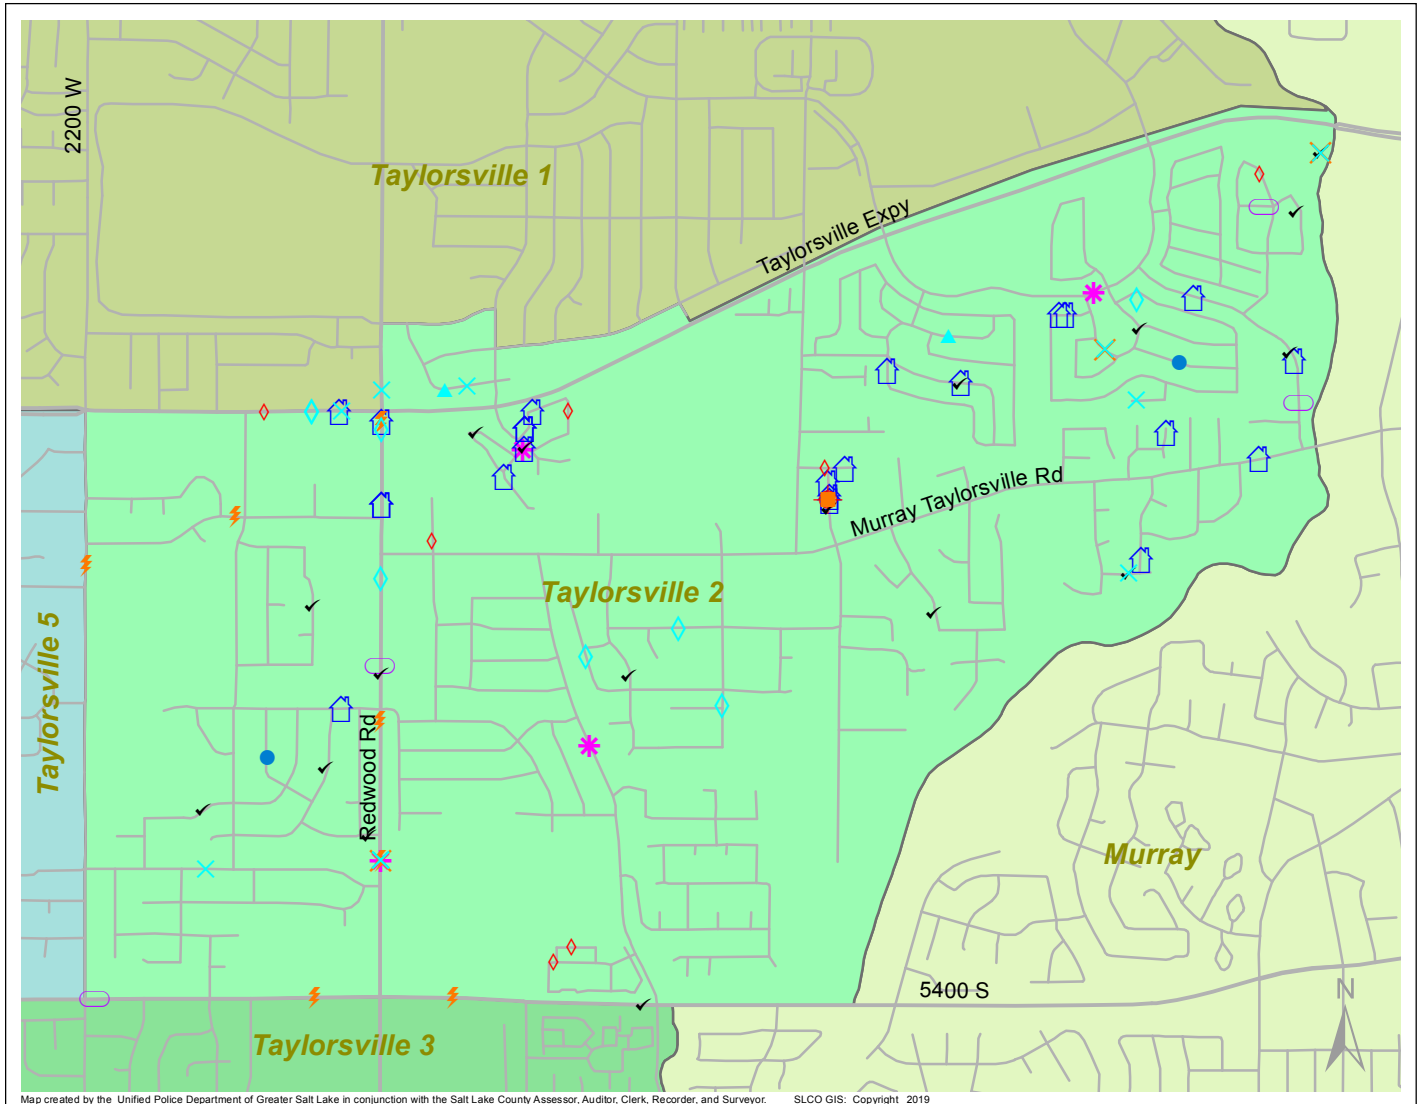 2200 W
Taylorsville 1
Taylorsville Expy
Murray Taylorsville Rd
Taylorsville 2
Taylorsville 5
Redwood Rd
Murray
5400 S
N
Taylorsville 3
Map created by the Unified Police Department of Greater Salt Lake in conjunction with the Salt Lake County Assessor, Auditor, Clerk, Recorder, and Surveyor. SLCO GIS: Copyright 2019